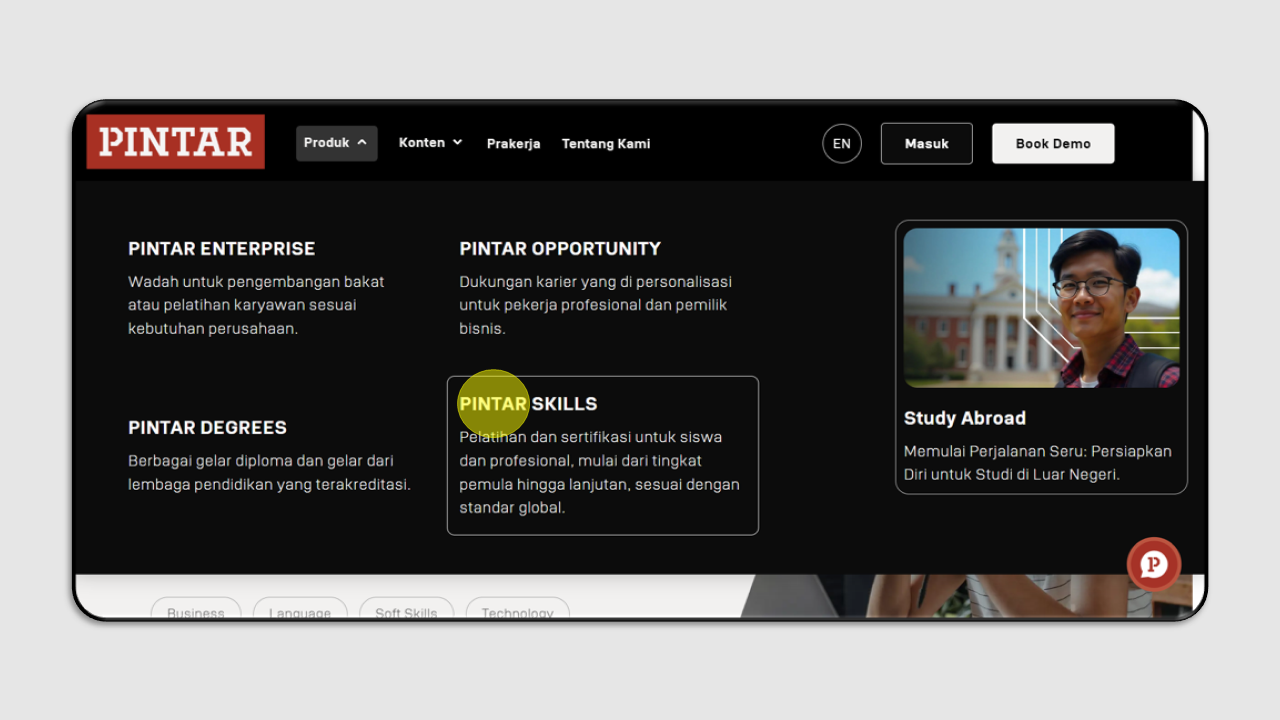 PINTAR
Produk
Konten
Prakerja
Tentang Kami
EN
Masuk
Book Demo
PINTAR ENTERPRISE
Wadah untuk pengembangan bakat
atau pelatihan karyawan sesuai
kebutuhan perusahaan.
PINTAR OPPORTUNITY
Dukungan karier yang di personalisasi
untuk pekerja profesional dan pemilik
bisnis.
PINTAR DEGREES
Berbagai gelar diploma dan gelar dari
lembaga pendidikan yang terakreditasi.
PINTAR SKILLS
Pelatihan dan sertifikasi untuk siswa
dan profesional, mulai dari tingkat
pemula hingga lanjutan, sesuai dengan
standar global.
Study Abroad
Memulai Perjalanan Seru: Persiapkan
Diri untuk Studi di Luar Negeri.
P
Business
Language
Soft Skills
Technology